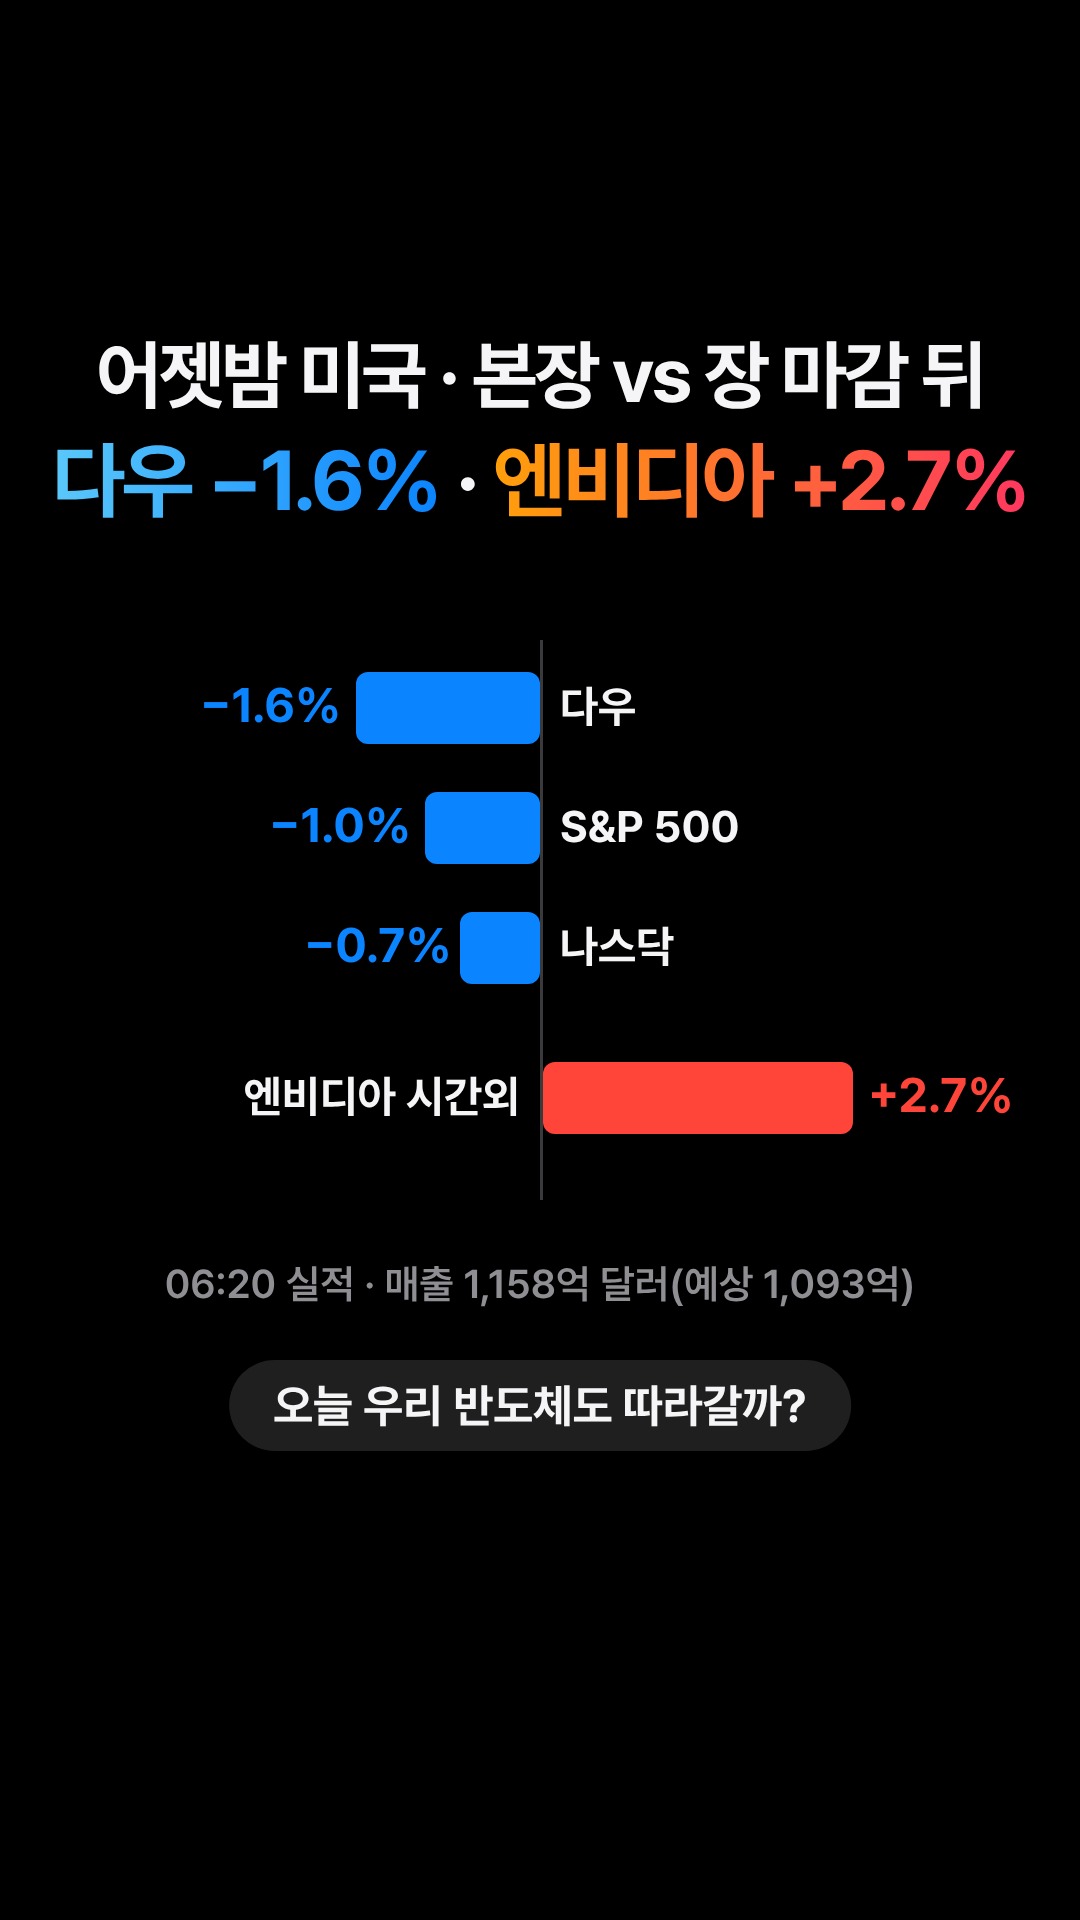 어젯밤 미국 · 본장 vs 장 마감 뒤
다우 −1.6% · 엔비디아 +2.7%
−1.6% 다우
−1.0% S&P 500
−0.7% 나스닥
엔비디아 시간외 +2.7%
06:20 실적 · 매출 1,158억 달러(예상 1,093억)
오늘 우리 반도체도 따라갈까?